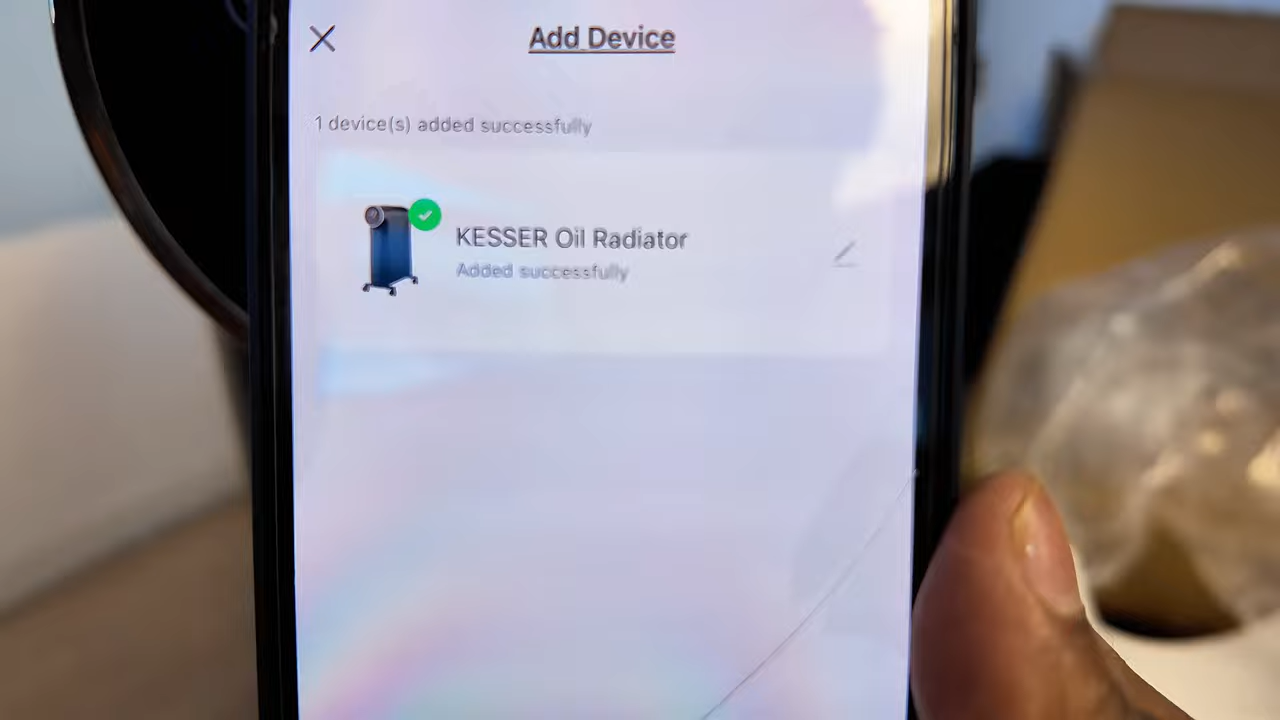 Add Device
1 device(s) added successfully
KESSER Oil Radiator
Added successfully